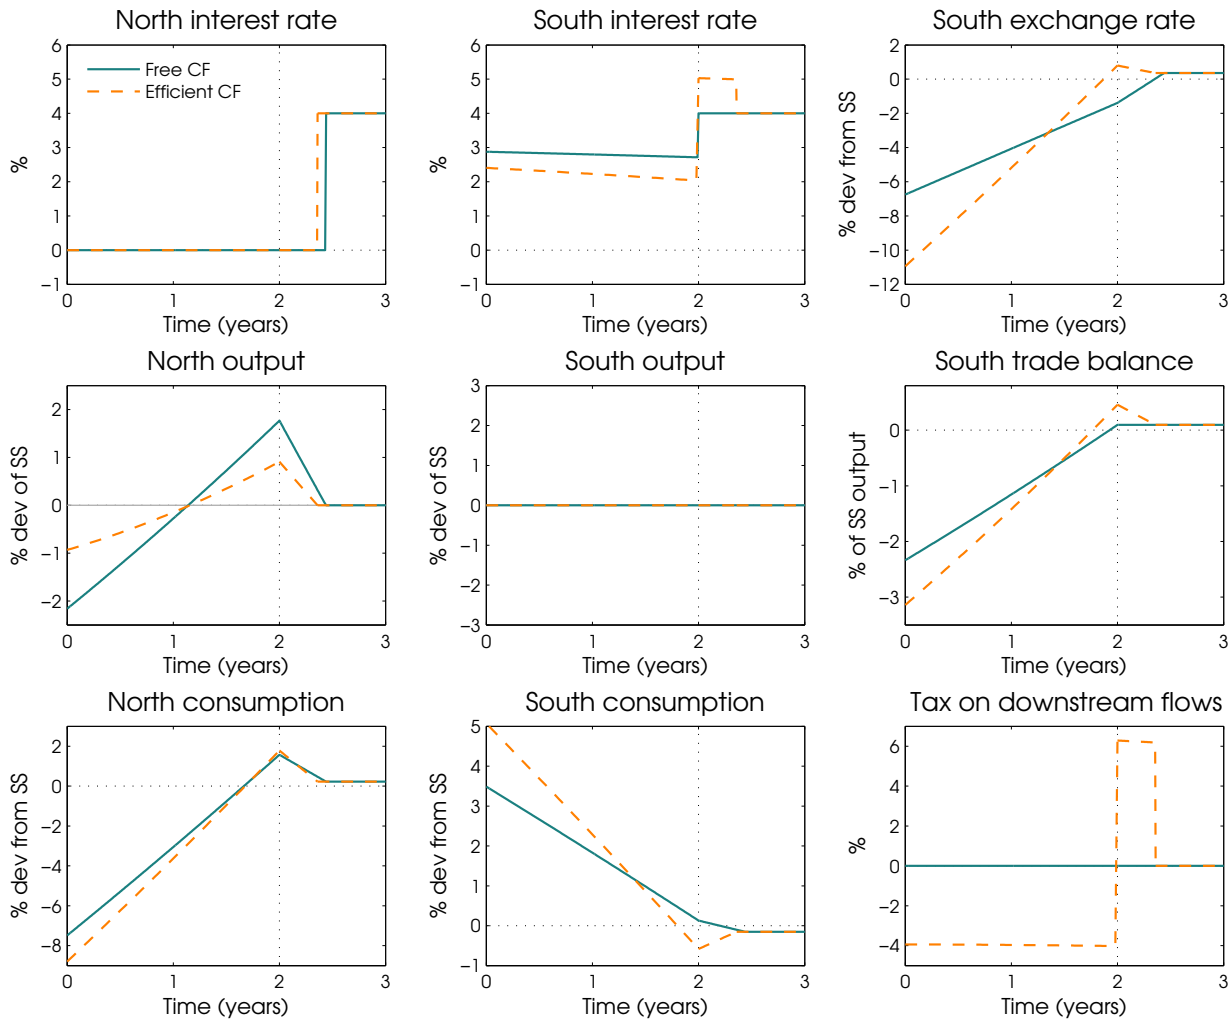 North interest rate
6
5
4
3
2
1
0
−1
%
Free CF
Efficient CF
0 1 2 3
Time (years)
South interest rate
6
5
4
3
2
1
0
−1
%
0 1 2 3
Time (years)
South exchange rate
2
0
−2
−4
−6
−8
−10
−12
% dev from SS
0 1 2 3
Time (years)
North output
2
1
0
−1
−2
% dev of SS
0 1 2 3
Time (years)
South output
3
2
1
0
−1
−2
−3
% dev of SS
0 1 2 3
Time (years)
South trade balance
0
−1
−2
−3
% of SS output
0 1 2 3
Time (years)
North consumption
2
0
−2
−4
−6
−8
% dev from SS
0 1 2 3
Time (years)
South consumption
5
4
3
2
1
0
−1
% dev from SS
0 1 2 3
Time (years)
Tax on downstream flows
6
4
2
0
−2
−4
%
0 1 2 3
Time (years)